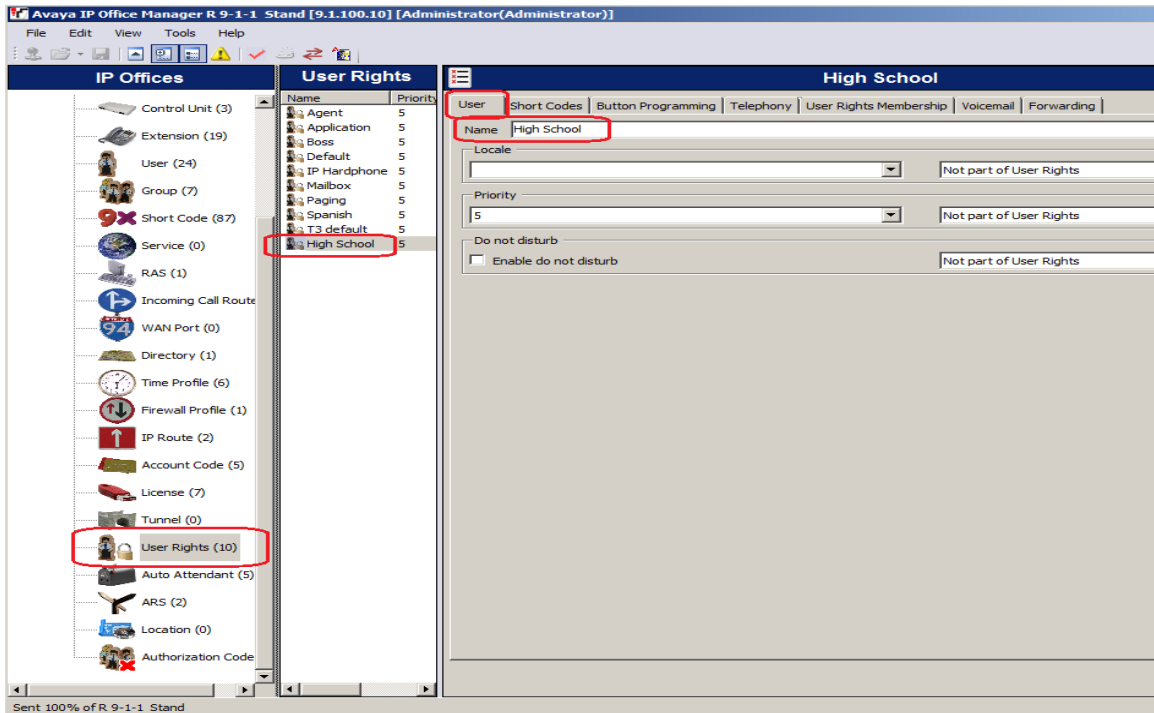 Avaya IP Office Manager R 9-1-1 Stand [9.1.100.10] [Administrator(Administrator)]
File Edit View Tools Help
IP Offices
Control Unit (3)
Extension (19)
User (24)
Group (7)
9x Short Code (87)
Service (0)
RAS (1)
Incoming Call Route
94 WAN Port (0)
Directory (1)
Time Profile (6)
Firewall Profile (1)
IP Route (2)
Account Code (5)
License (7)
Tunnel (0)
User Rights (10)
Auto Attendant (5)
ARS (2)
Location (0)
Authorization Code
User Rights
Name Priority
Agent 5
Application 5
Boss 5
Default 5
IP Hardphone 5
Mailbox 5
Paging 5
Spanish 5
T3 default 5
High School 5
High School
User Short Codes Button Programming Telephony User Rights Membership Voicemail Forwarding
Name High School
Locale
Not part of User Rights
Priority
5 Not part of User Rights
Do not disturb
Enable do not disturb Not part of User Rights
Sent 100% of R 9-1-1 Stand